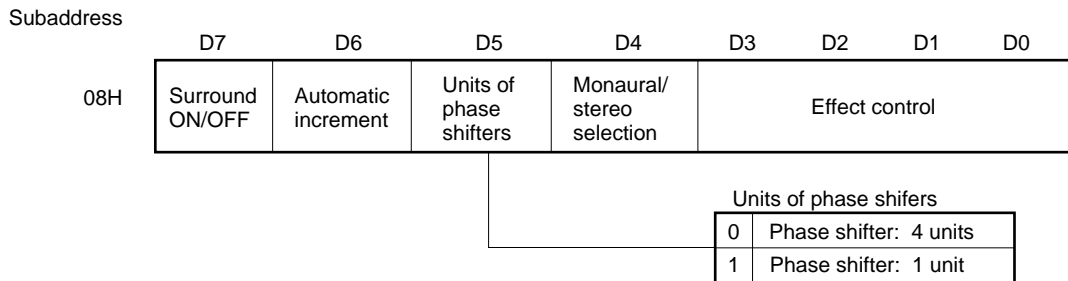 Subaddress
D7 D6 D5 D4 D3 D2 D1 D0
08H
Surround
ON/OFF
Automatic
increment
Units of
phase
shifters
Monaural/
stereo
selection
Effect control
Units of phase shifers
0 Phase shifter: 4 units
1 Phase shifter: 1 unit